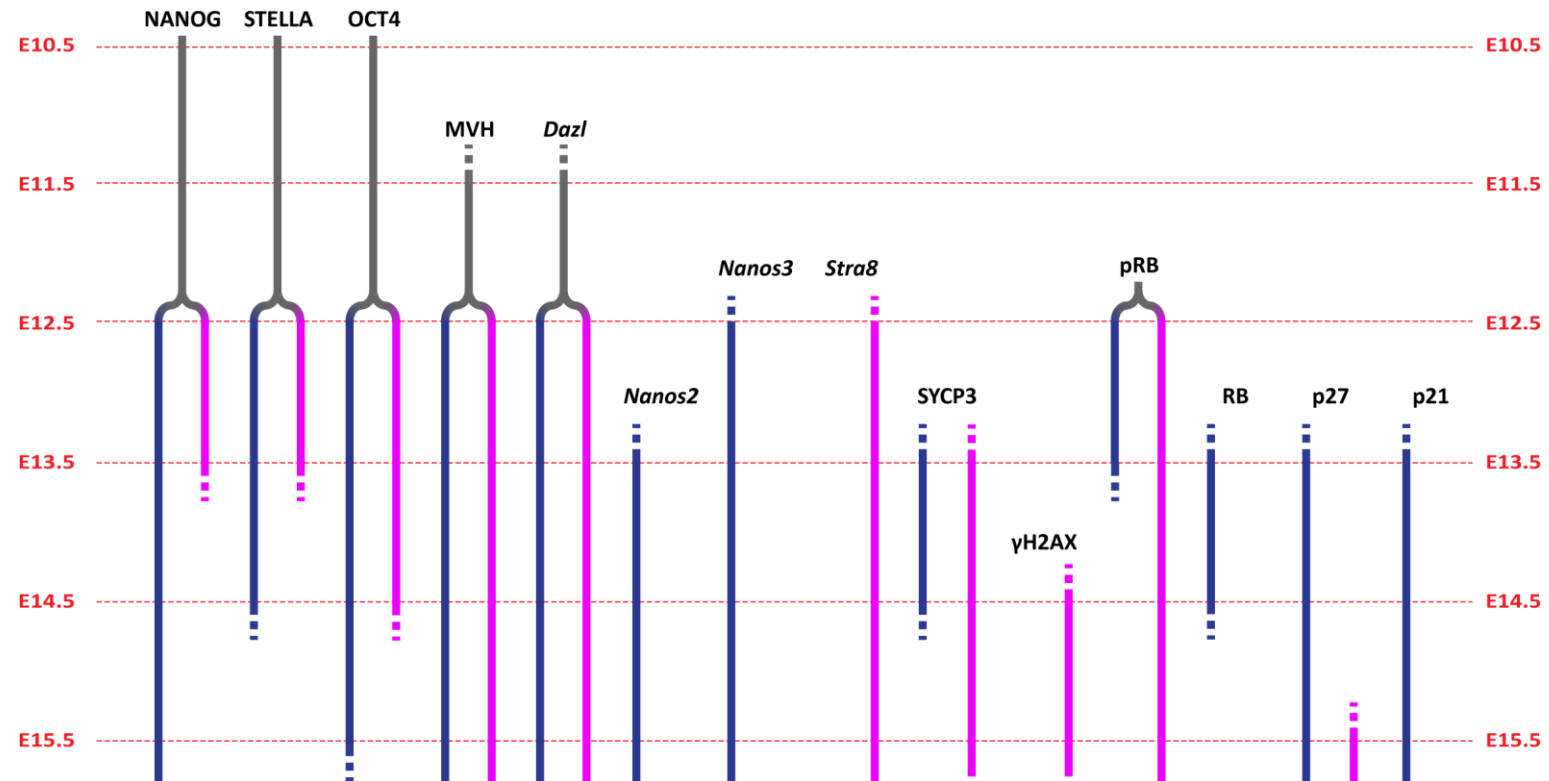 NANOG STELLA OCT4
E10.5 E10.5
MVH Dazl
E11.5 E11.5
Nanos3 Stra8 pRB
E12.5 E12.5
Nanos2 SYCP3 RB p27 p21
E13.5 E13.5
γH2AX
E14.5 E14.5
E15.5 E15.5